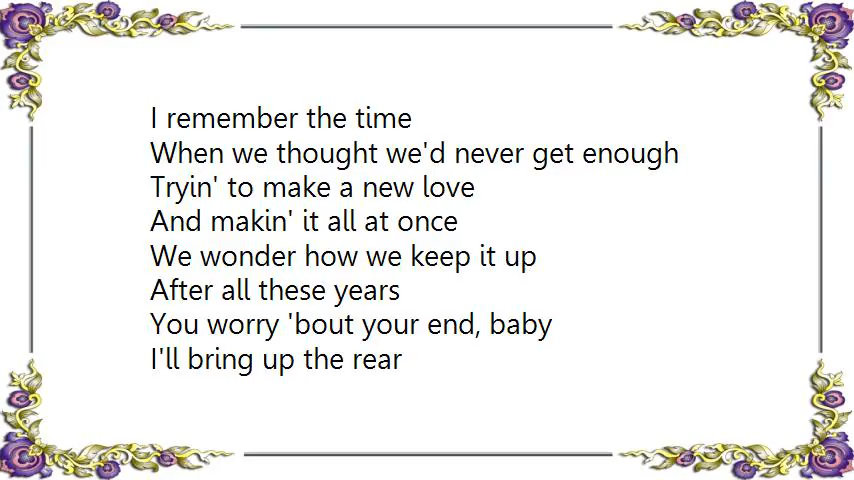 I remember the time
When we thought we'd never get enough
Tryin' to make a new love
And makin' it all at once
We wonder how we keep it up
After all these years
You worry 'bout your end, baby
I'll bring up the rear